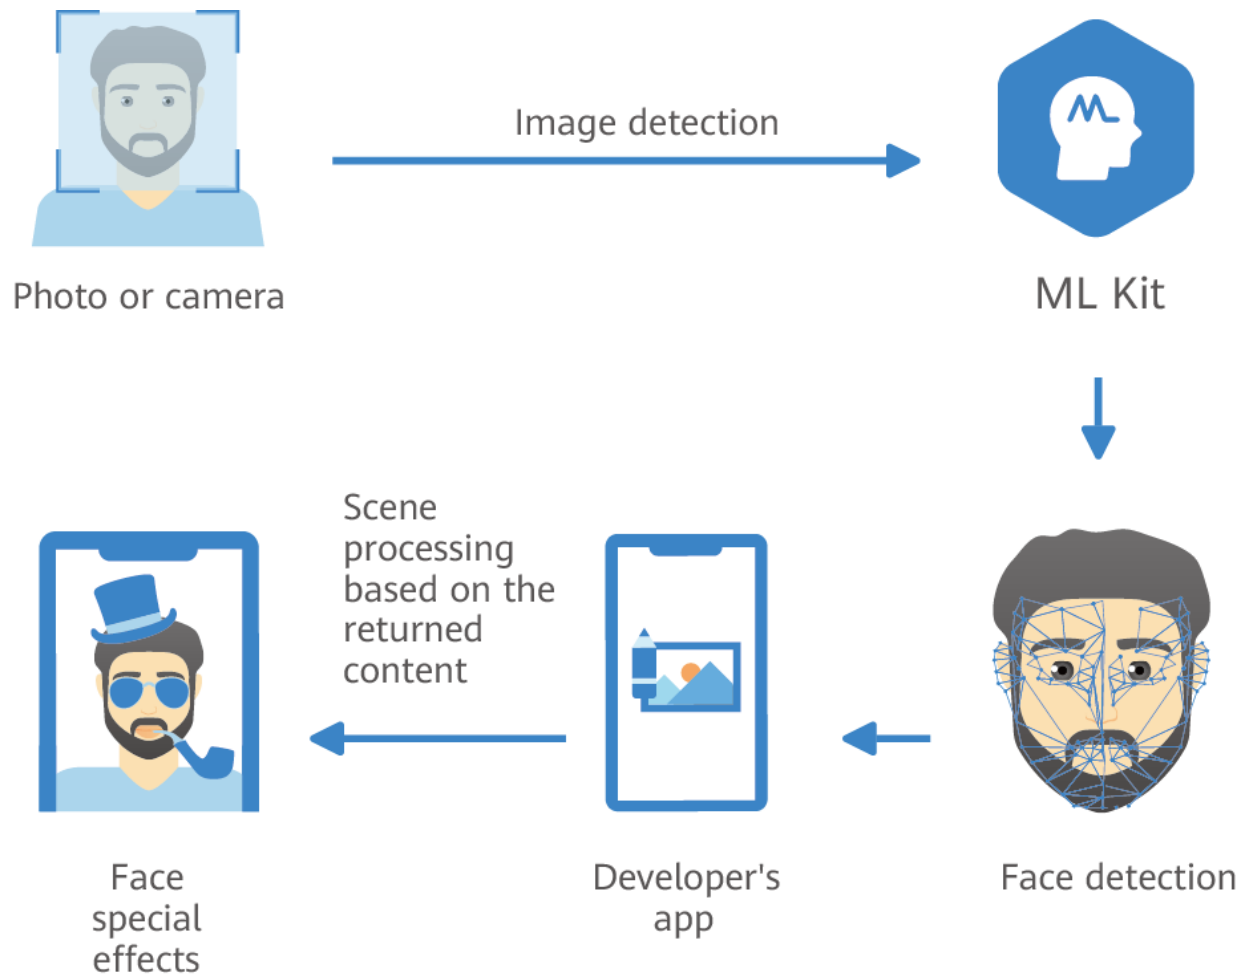 Image detection
Photo or camera
ML Kit
Scene
processing
based on the
returned
content
Face
special
effects
Developer's
app
Face detection